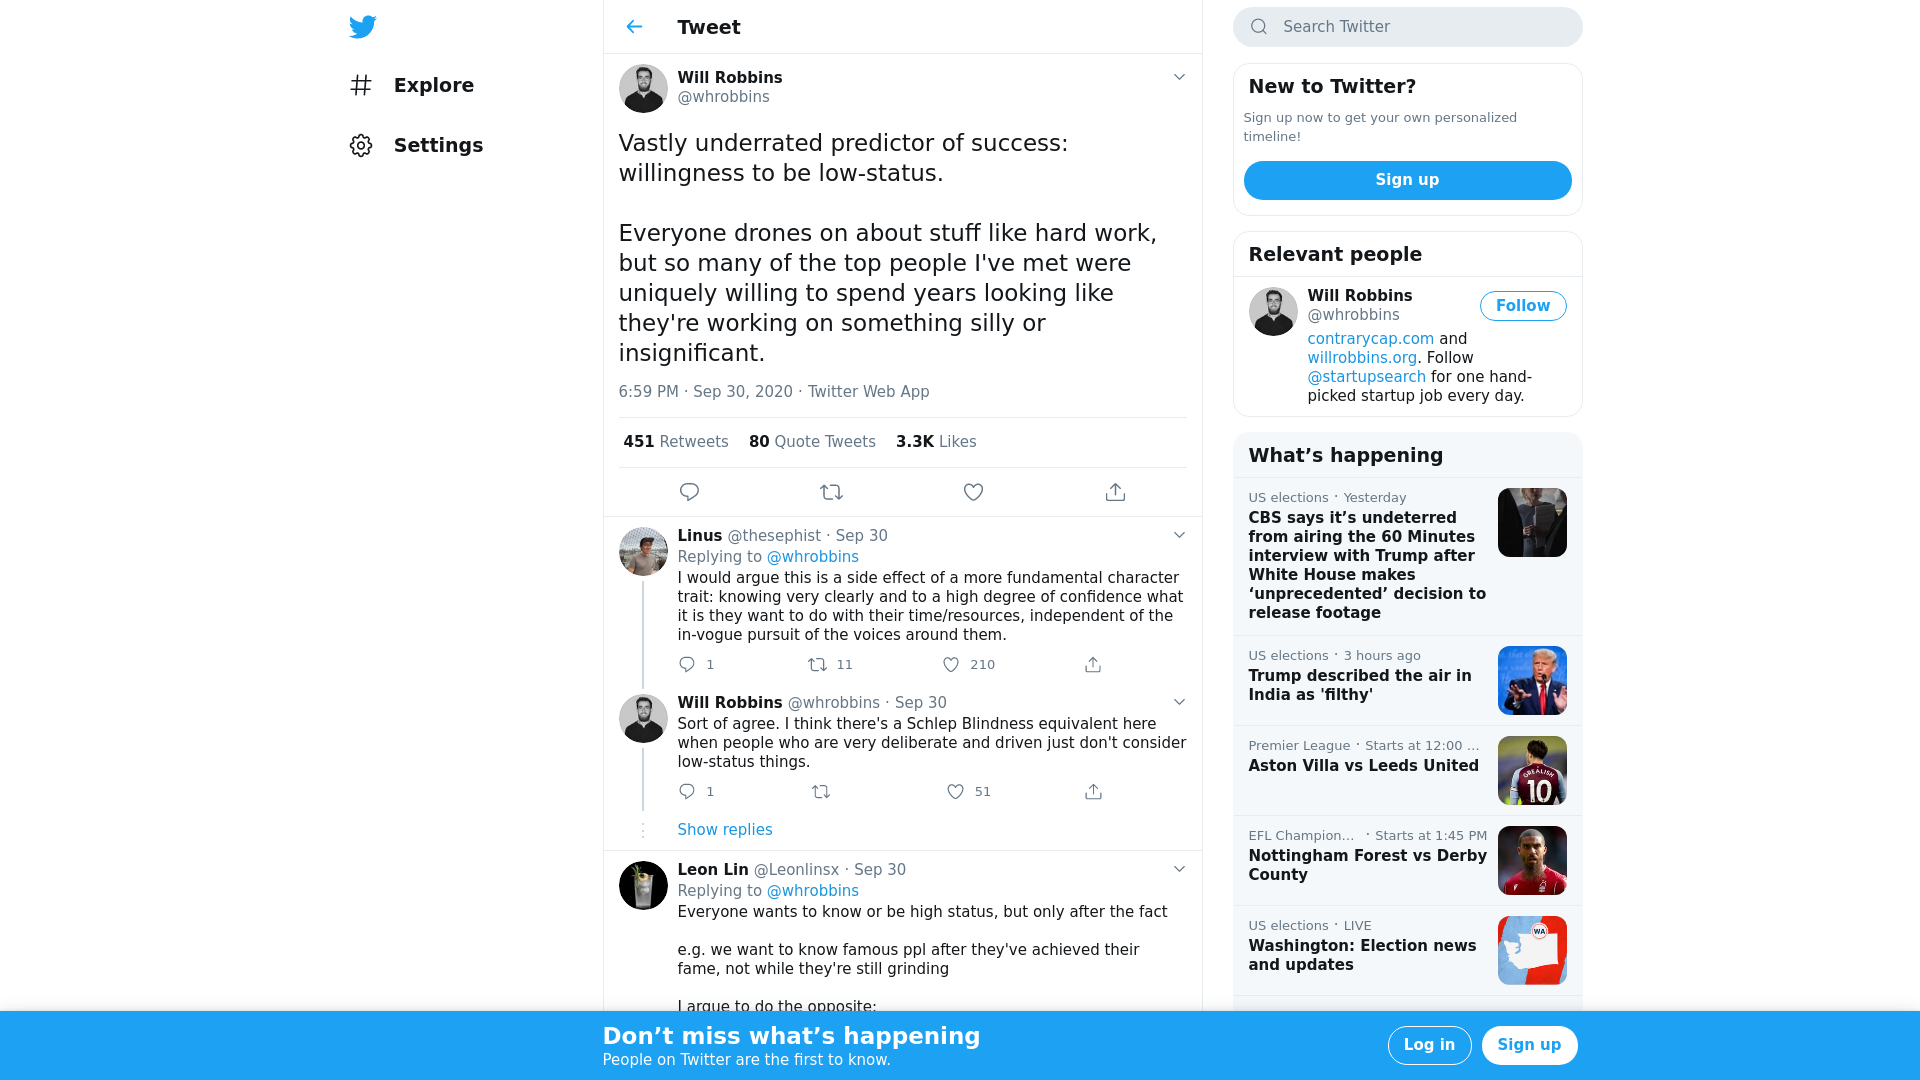 Explore
Settings
Tweet
Will Robbins
@whrobbins
Vastly underrated predictor of success:
willingness to be low-status.
Everyone drones on about stuff like hard work,
but so many of the top people I've met were
uniquely willing to spend years looking like
they're working on something silly or
insignificant.
6:59 PM · Sep 30, 2020 · Twitter Web App
451 Retweets 80 Quote Tweets 3.3K Likes
Linus @thesephist · Sep 30
Replying to @whrobbins
I would argue this is a side effect of a more fundamental character
trait: knowing very clearly and to a high degree of confidence what
it is they want to do with their time/resources, independent of the
in-vogue pursuit of the voices around them.
1 11 210
Will Robbins @whrobbins · Sep 30
Sort of agree. I think there's a Schlep Blindness equivalent here
when people who are very deliberate and driven just don't consider
low-status things.
1 51
Show replies
Leon Lin @Leonlinsx · Sep 30
Replying to @whrobbins
Everyone wants to know or be high status, but only after the fact
e.g. we want to know famous ppl after they've achieved their
fame, not while they're still grinding
I argue to do the opposite:
Search Twitter
New to Twitter?
Sign up now to get your own personalized
timeline!
Sign up
Relevant people
Will Robbins
@whrobbins
Follow
contrarycap.com and
willrobbins.org. Follow
@startupsearch for one hand-
picked startup job every day.
What’s happening
US elections · Yesterday
CBS says it’s undeterred
from airing the 60 Minutes
interview with Trump after
White House makes
‘unprecedented’ decision to
release footage
US elections · 3 hours ago
Trump described the air in
India as 'filthy'
Premier League · Starts at 12:00 …
Aston Villa vs Leeds United
10
EFL Champion… · Starts at 1:45 PM
Nottingham Forest vs Derby
County
US elections · LIVE
Washington: Election news
and updates
WA
Don’t miss what’s happening
People on Twitter are the first to know.
Log in
Sign up